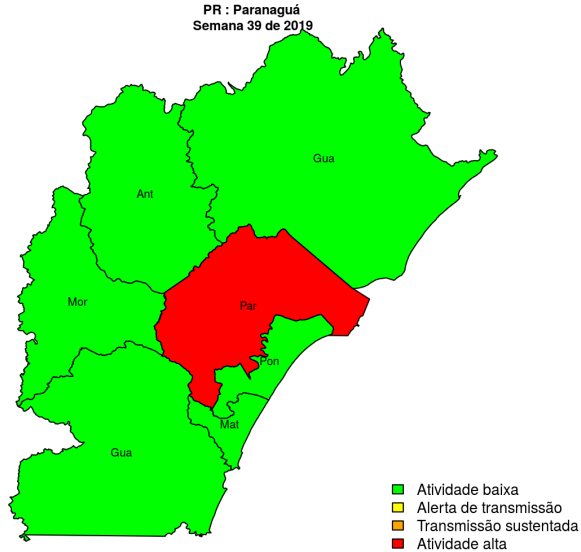 PR : Paranaguá
Semana 39 de 2019
Gua
Ant
Mor
Par
Pon
Mat
Gua
Atividade baixa
Alerta de transmissão
Transmissão sustentada
Atividade alta